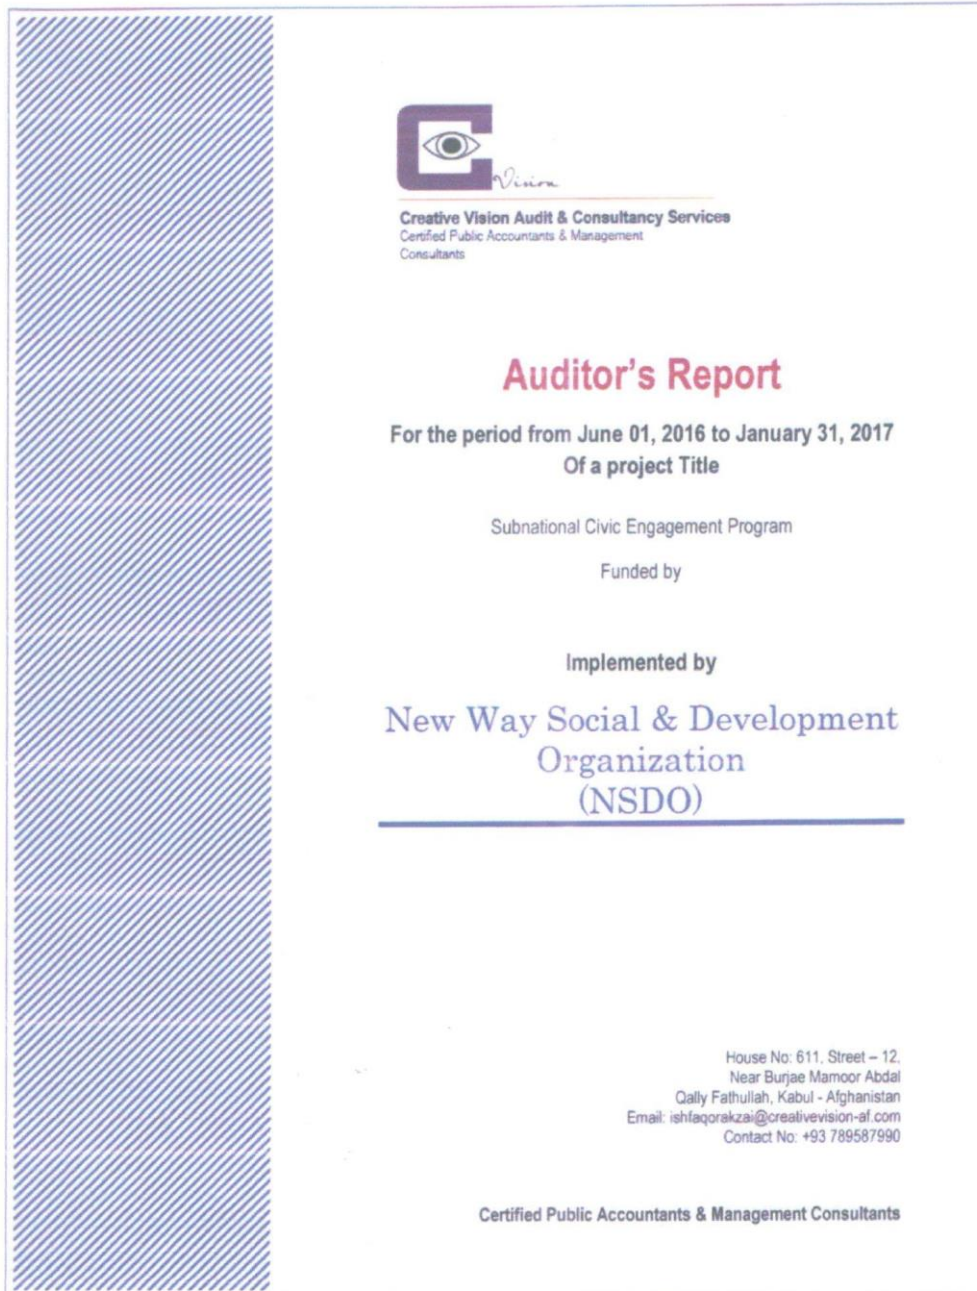 Vision
Creative Vision Audit & Consultancy Services
Certified Public Accountants & Management
Consultants
Auditor's Report
For the period from June 01, 2016 to January 31, 2017
Of a project Title
Subnational Civic Engagement Program
Funded by
Implemented by
New Way Social & Development
Organization
(NSDO)
House No: 611, Street – 12,
Near Burjae Mamoor Abdal
Qally Fathullah, Kabul - Afghanistan
Email: ishfaqorakzai@creativevision-af.com
Contact No: +93 789587990
Certified Public Accountants & Management Consultants